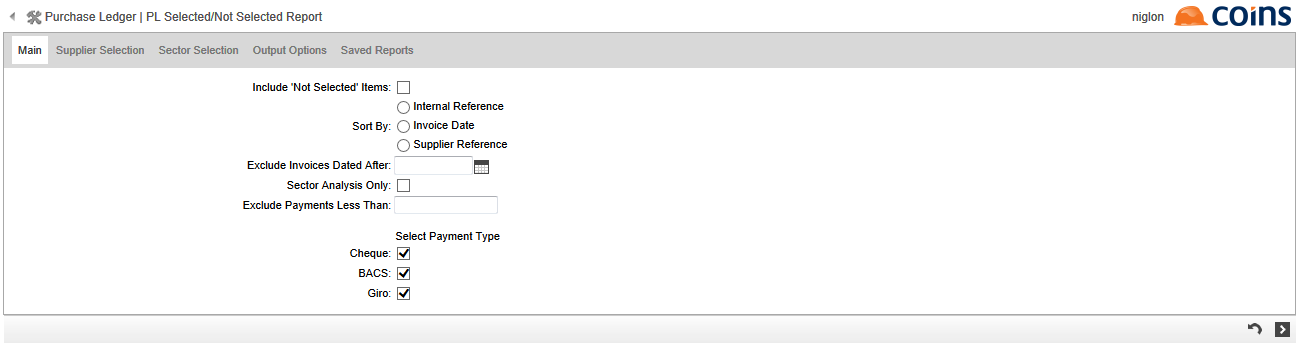 Purchase Ledger | PL Selected/Not Selected Report
niglon
coins
Main Supplier Selection Sector Selection Output Options Saved Reports
Include 'Not Selected' Items:
Internal Reference
Sort By: Invoice Date
Supplier Reference
Exclude Invoices Dated After:
Sector Analysis Only:
Exclude Payments Less Than:
Select Payment Type
Cheque:
BACS:
Giro: